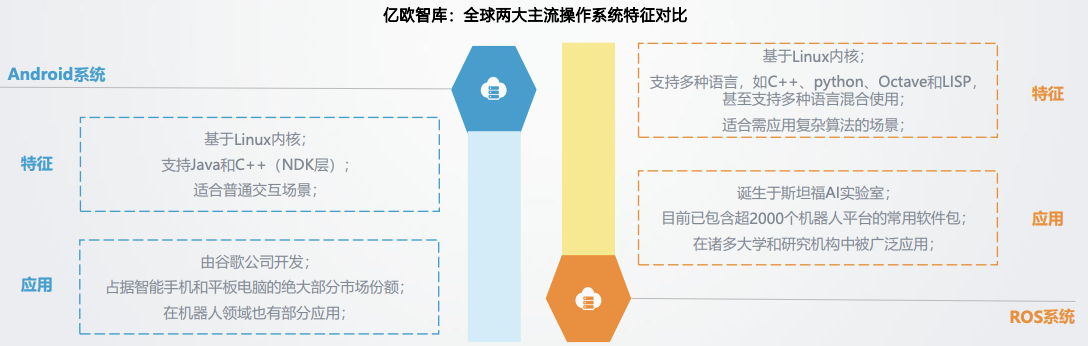 亿欧智库：全球两大主流操作系统特征对比
Android系统
特征
基于Linux内核；
支持Java和C++（NDK层）；
适合普通交互场景；
应用
由谷歌公司开发；
占据智能手机和平板电脑的绝大部分市场份额；
在机器人领域也有部分应用；
基于Linux内核；
支持多种语言，如C++、python、Octave和LISP，
甚至支持多种语言混合使用；
适合需应用复杂算法的场景；
特征
诞生于斯坦福AI实验室；
目前已包含超2000个机器人平台的常用软件包；
在诸多大学和研究机构中被广泛应用；
应用
ROS系统